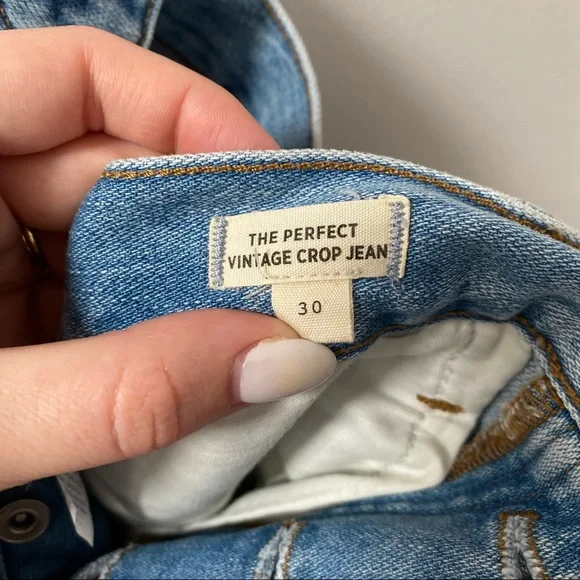 THE PERFECT
VINTAGE CROP JEAN
30